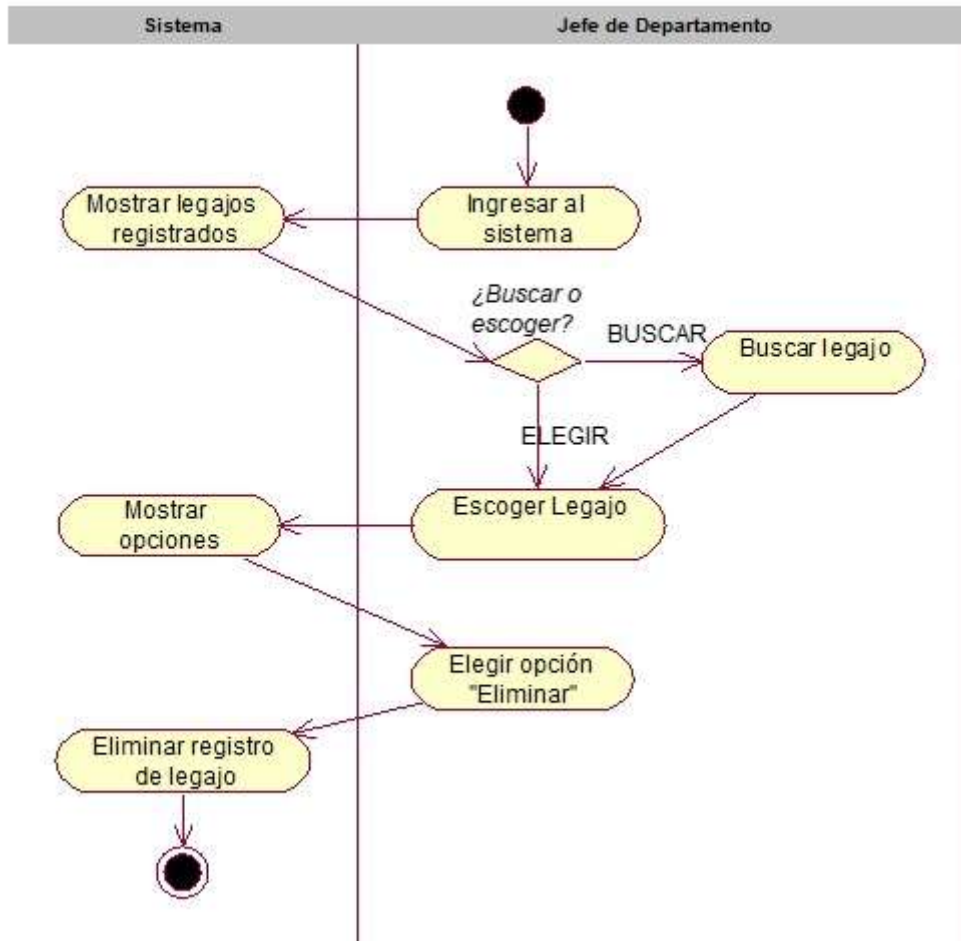 Sistema
Jefe de Departamento
Ingresar al
sistema
Mostrar legajos
registrados
¿Buscar o
escoger?
BUSCAR
Buscar legajo
ELEGIR
Escoger Legajo
Mostrar
opciones
Elegir opción
"Eliminar"
Eliminar registro
de legajo